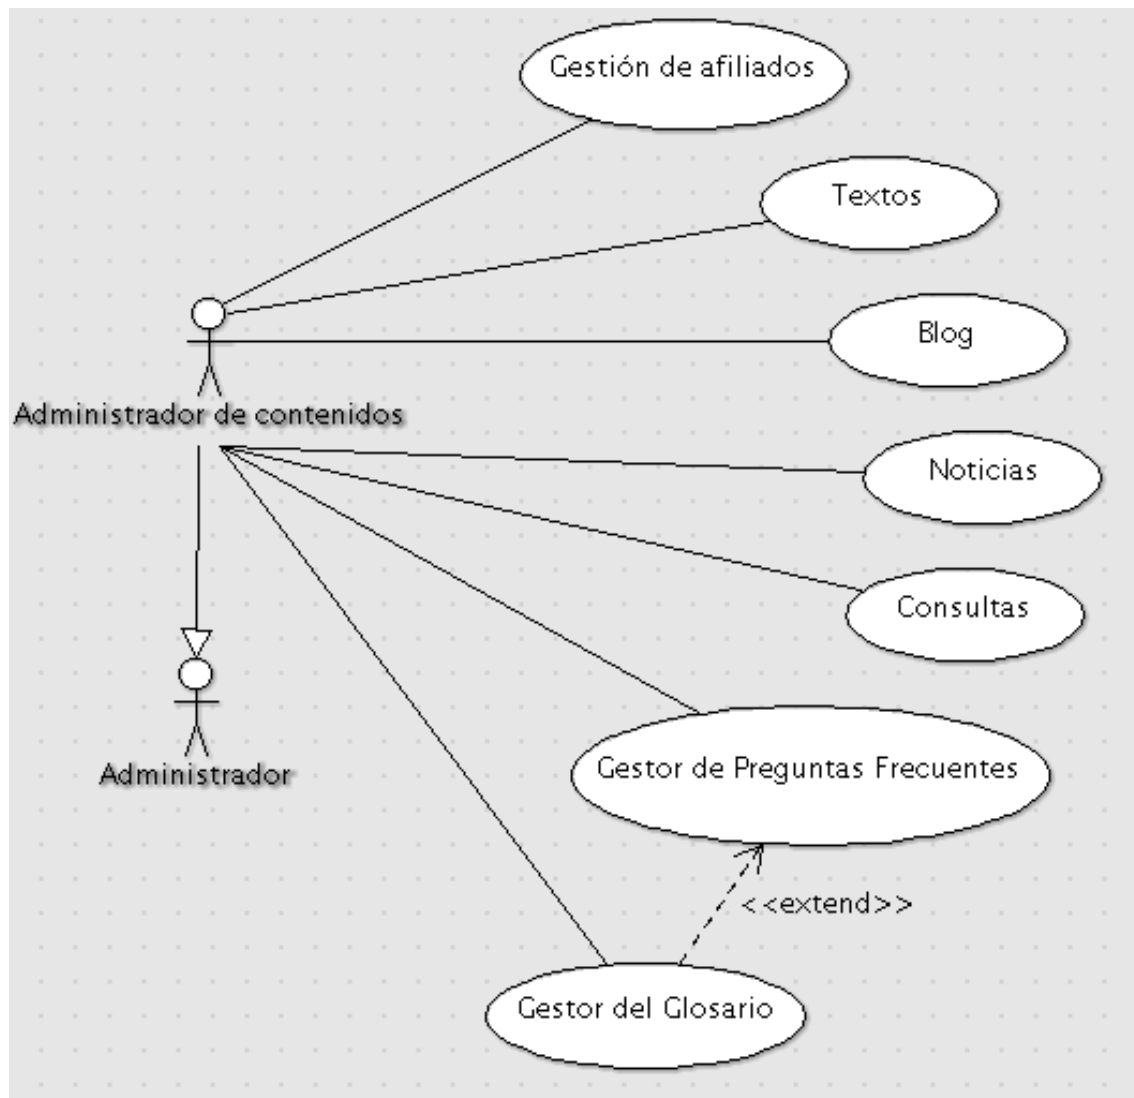 Gestión de afiliados
Textos
Blog
Administrador de contenidos
Noticias
Consultas
Gestor de Preguntas Frecuentes
Administrador
<<extend>>
Gestor del Glosario